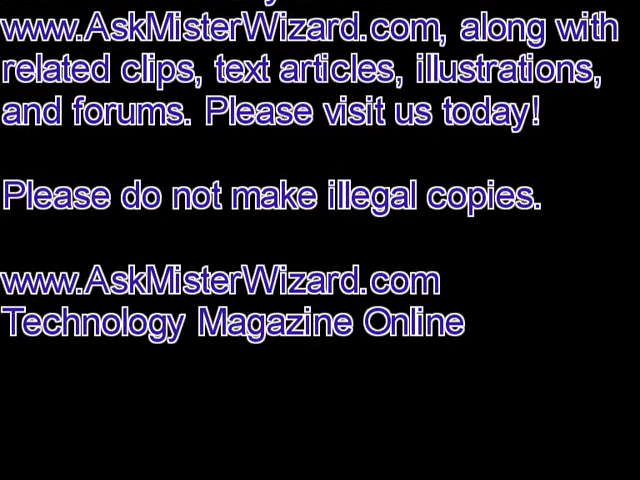 www.AskMisterWizard.com, along with
related clips, text articles, illustrations,
and forums. Please visit us today!
Please do not make illegal copies.
www.AskMisterWizard.com
Technology Magazine Online